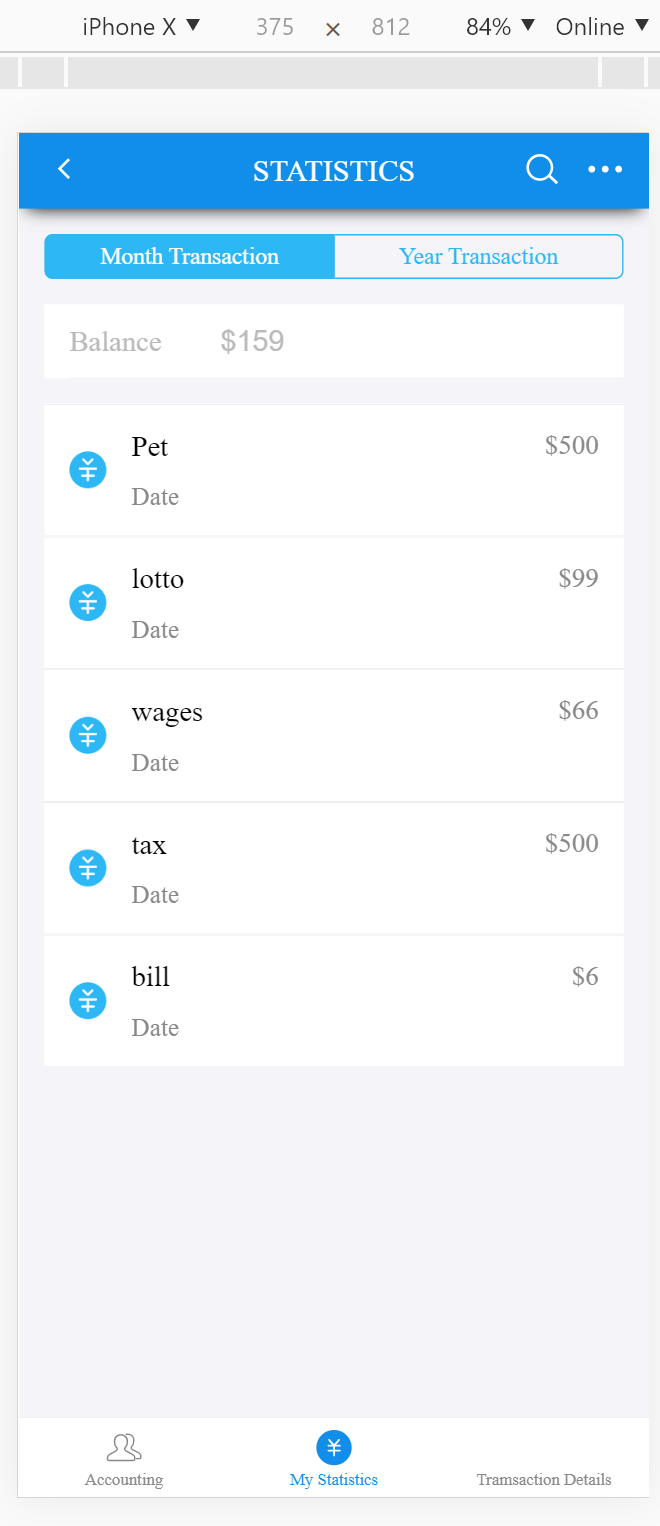 iPhone X ▼ 375 × 812 84% ▼ Online ▼
STATISTICS
Month Transaction Year Transaction
Balance $159
Pet $500
Date
lotto $99
Date
wages $66
Date
tax $500
Date
bill $6
Date
¥
Accounting My Statistics Tramsaction Details